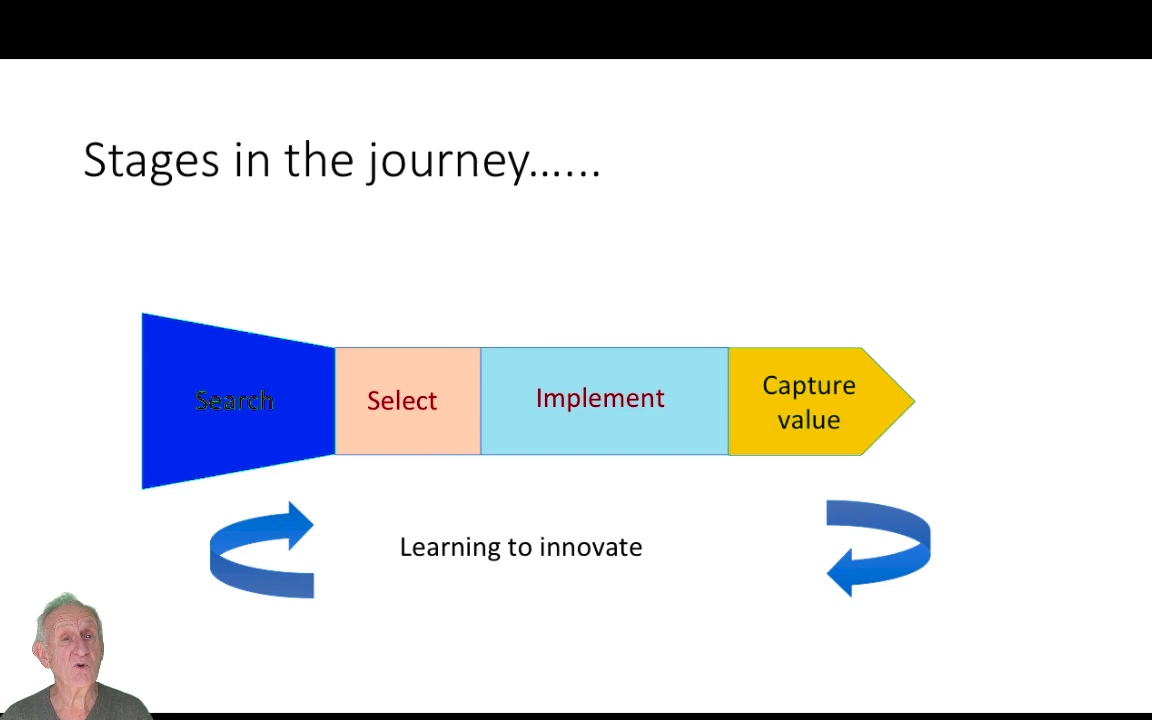 Stages in the journey……
Search
Select
Implement
Capture
value
Learning to innovate